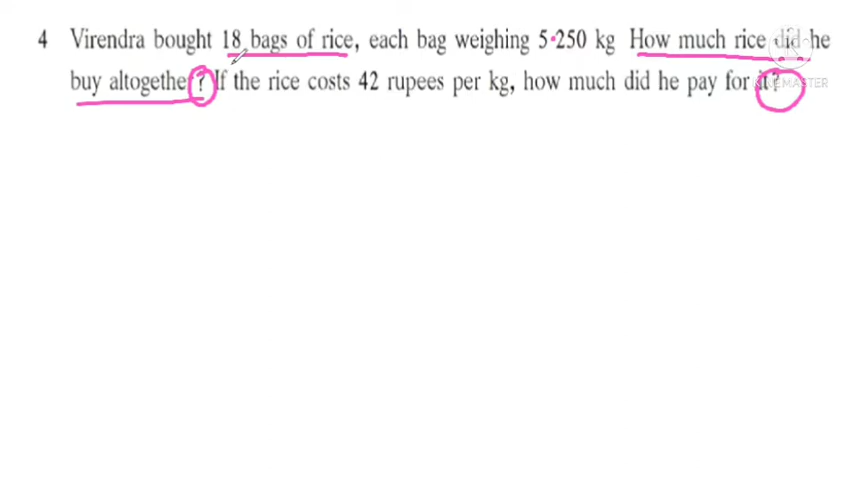 4 Virendra bought 18 bags of rice, each bag weighing 5·250 kg How much rice did he
buy altogether? If the rice costs 42 rupees per kg, how much did he pay for it?